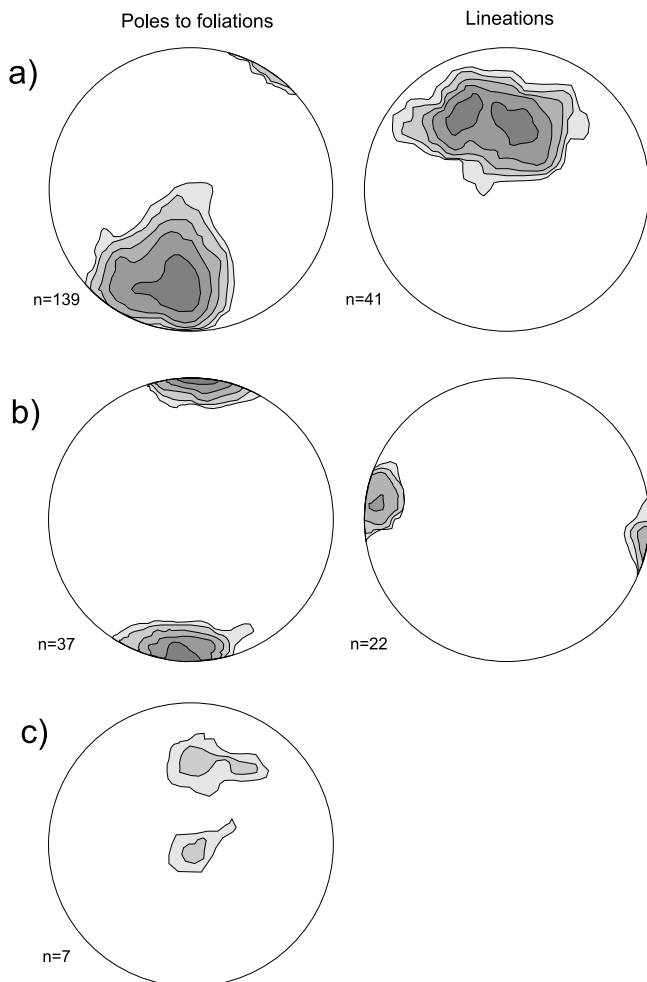 Poles to foliations
Lineations
a)
n=139
n=41
b)
n=37
n=22
c)
n=7